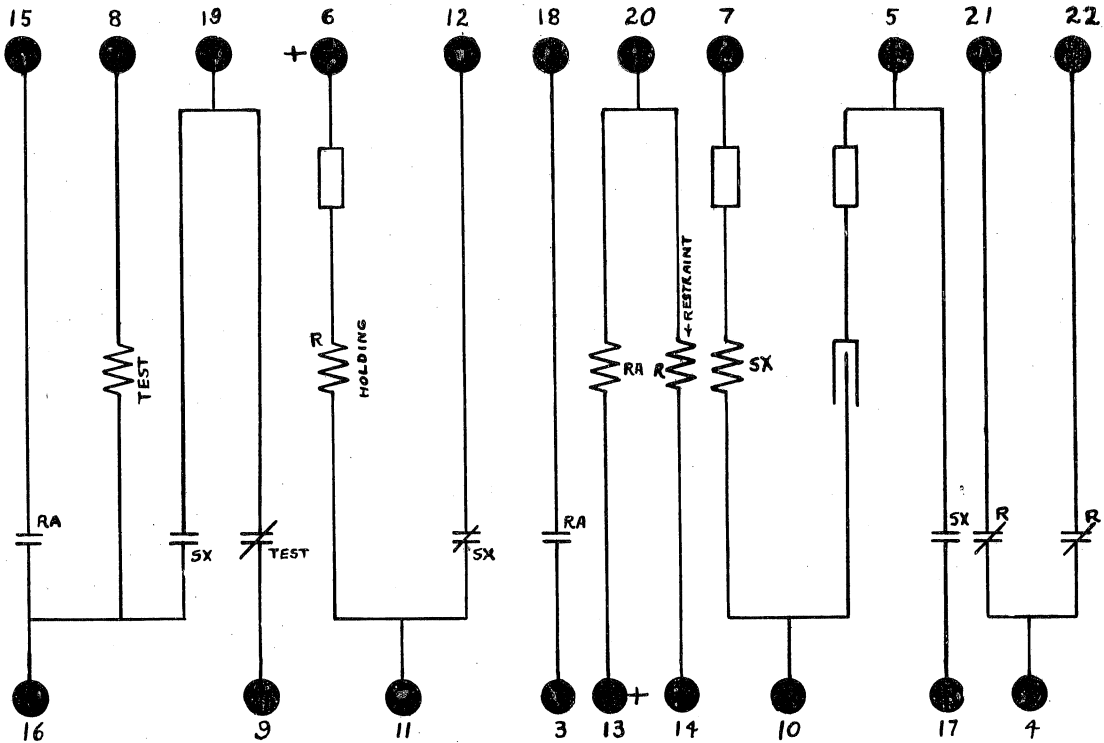 15 8 19 6 12 18 20 7 5 21 22
+
RESTRAINT
R
HOLDING
TEST
RA
R
SX
RA
SX
TEST
SX
RA
SX
R
R
+
16 9 11 3 13 14 10 17 4